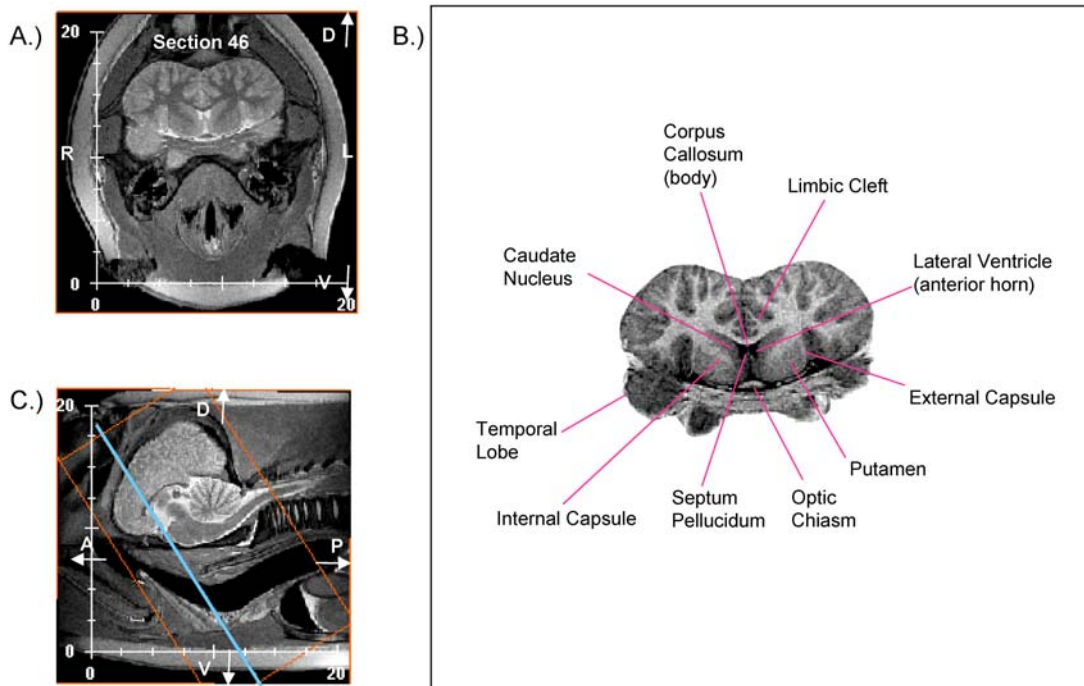 A.)
20
Section 46
D
R
L
0
V
0
20
B.)
Corpus
Callosum
(body)
Limbic Cleft
Caudate
Nucleus
Lateral Ventricle
(anterior horn)
External Capsule
Temporal
Lobe
Putamen
Internal Capsule
Septum
Pellucidum
Optic
Chiasm
C.)
20
D
A
P
0
V
0
20